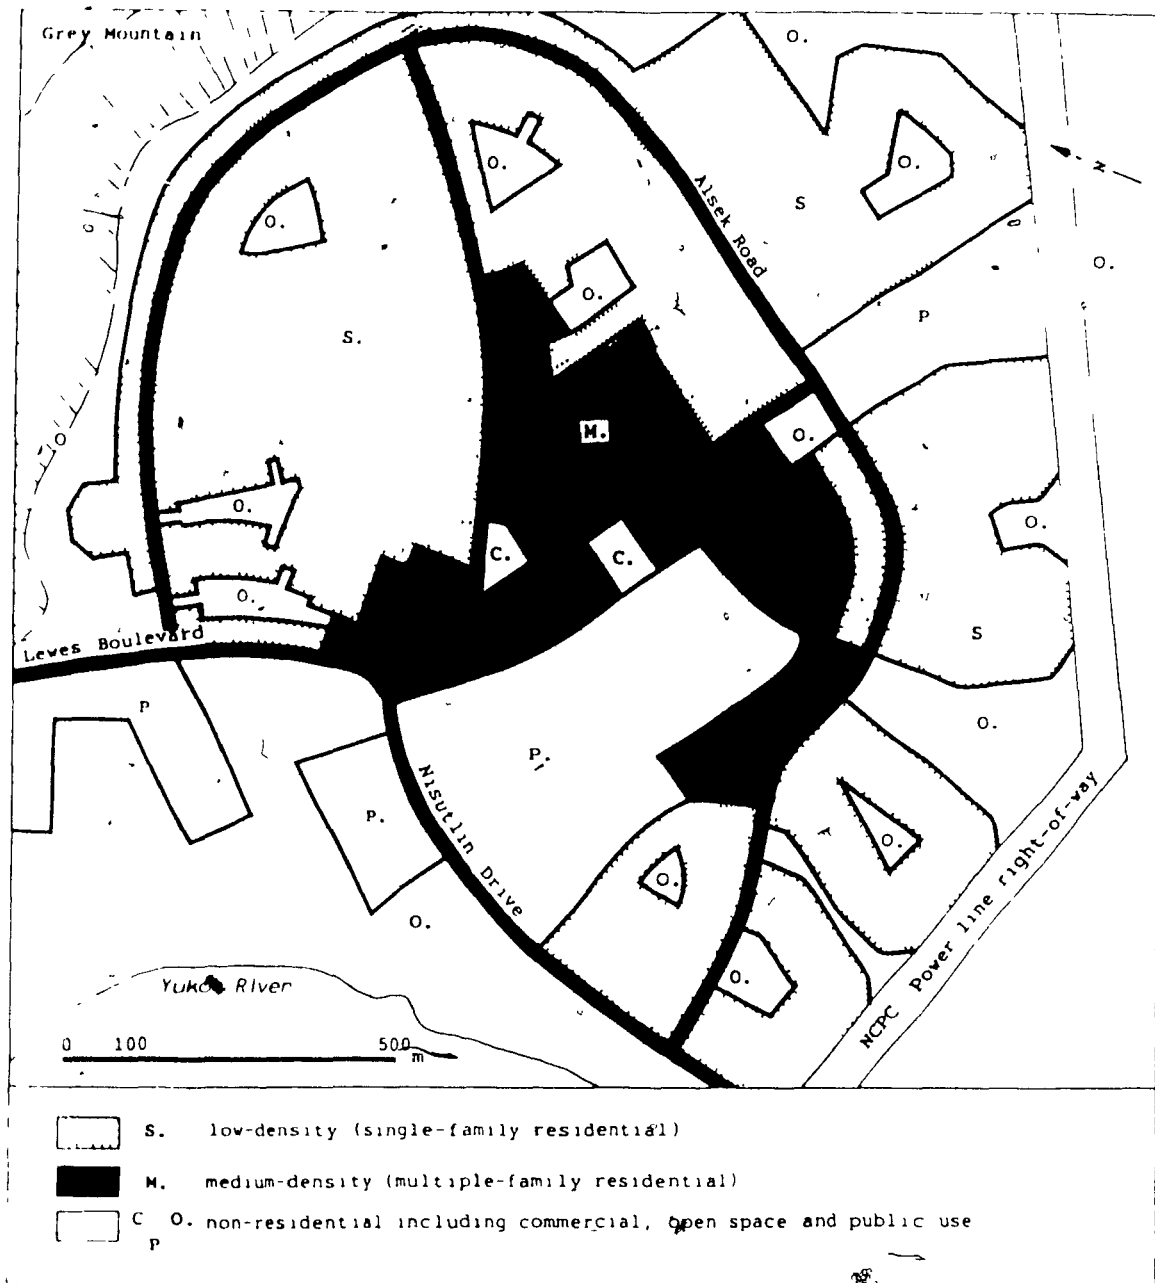 Grey Mountain
O.
O.
O.
N
Alsek Road
S
O.
O.
O.
P
S.
M.
O.
O.
O.
C.
C.
O.
S
Lewes Boulevard
P
O.
P.
Nisutlin Drive
P.
O.
O.
O.
NCPC Power line right-of-way
O.
Yukon River
0 100 500 m
S. low-density (single-family residential)
M. medium-density (multiple-family residential)
C O. non-residential including commercial, open space and public use
P